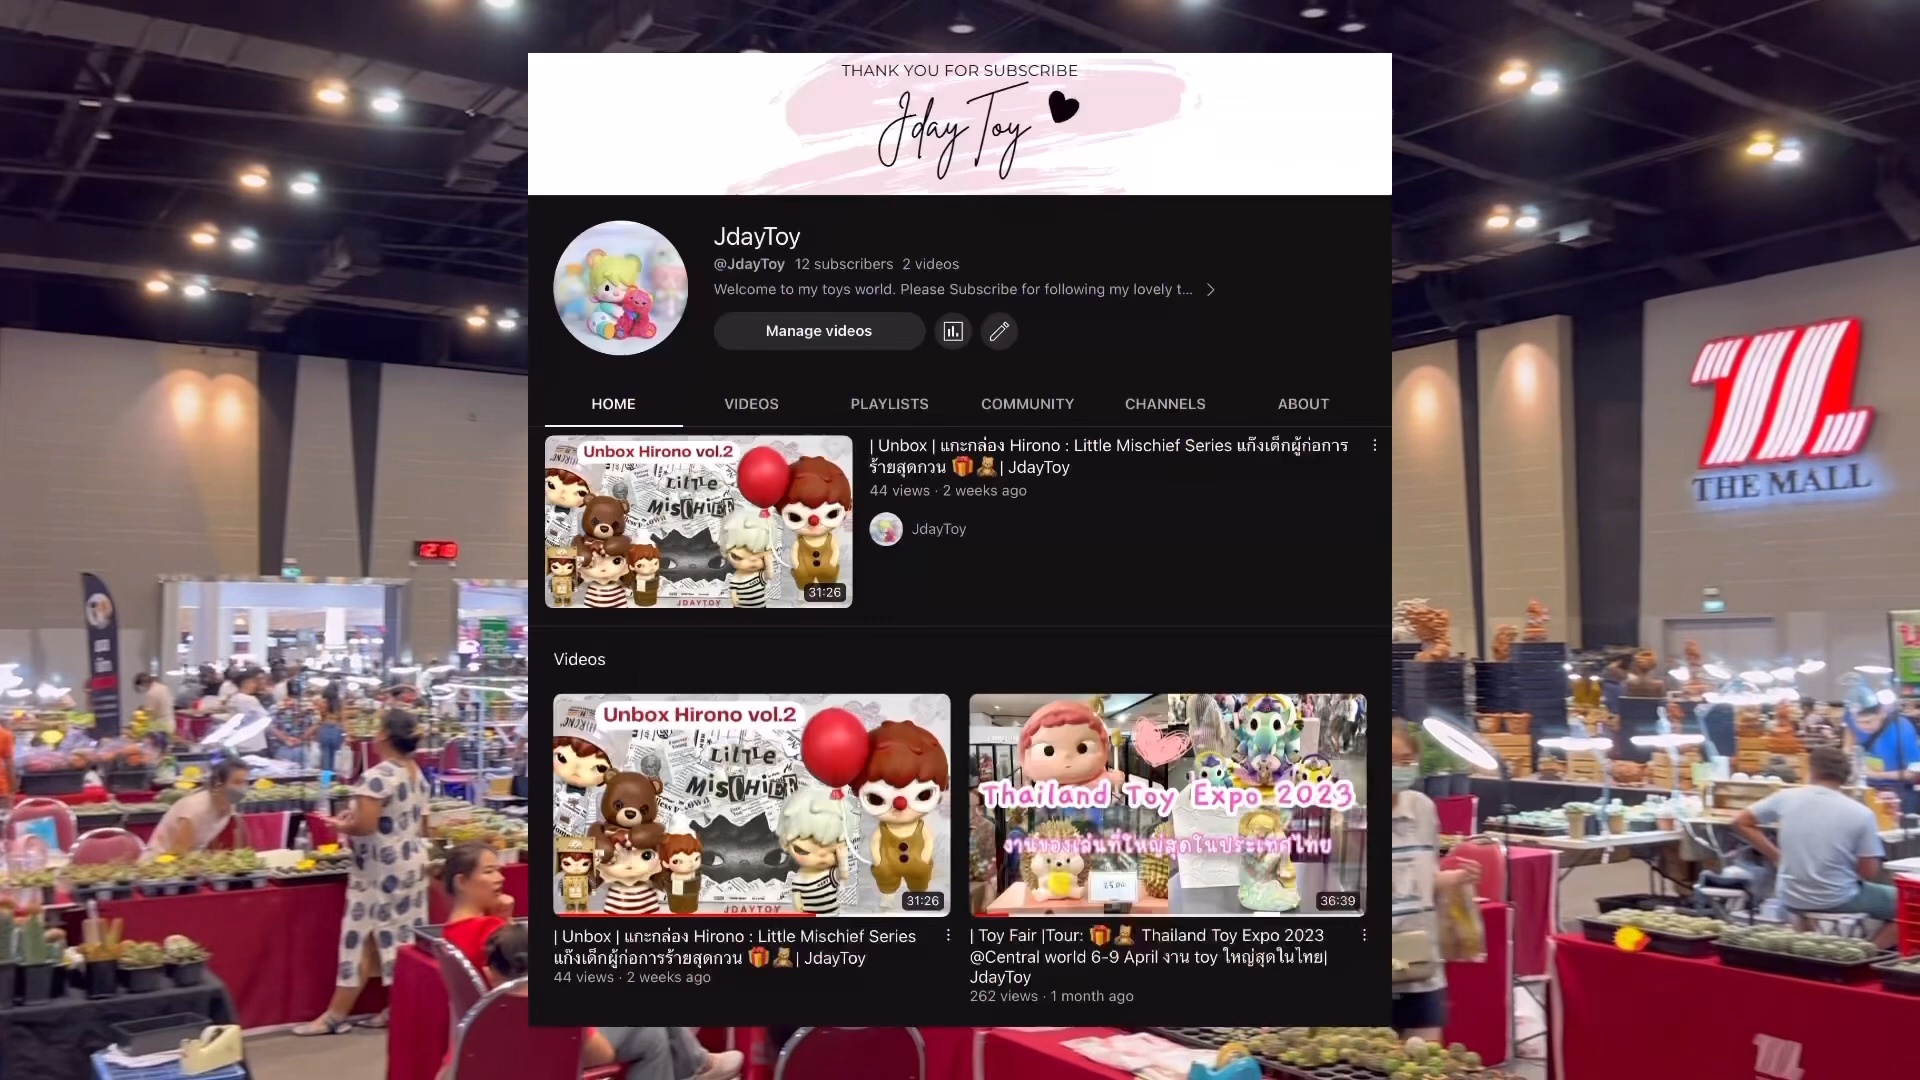 THANK YOU FOR SUBSCRIBE
Jday Toy
JdayToy
@JdayToy 12 subscribers 2 videos
Welcome to my toys world. Please Subscribe for following my lovely t...
Manage videos
HOME VIDEOS PLAYLISTS COMMUNITY CHANNELS ABOUT
Unbox Hirono vol.2
LiTTLe
MisCHiEF
JDAYTOY
31:26
| Unbox | แกะกล่อง Hirono : Little Mischief Series แก๊งเด็กผู้ก่อการ
ร้ายสุดกวน 🎁🧸| JdayToy
44 views · 2 weeks ago
JdayToy
THE MALL
Videos
Unbox Hirono vol.2
LiTTLe
MisCHiEF
JDAYTOY
31:26
| Unbox | แกะกล่อง Hirono : Little Mischief Series
แก๊งเด็กผู้ก่อการร้ายสุดกวน 🎁🧸| JdayToy
44 views · 2 weeks ago
Thailand Toy Expo 2023
งานของเล่นที่ใหญ่สุดในประเทศไทย
36:39
| Toy Fair |Tour: 🎁🧸 Thailand Toy Expo 2023
@Central world 6-9 April งาน toy ใหญ่สุดในไทย|
JdayToy
262 views · 1 month ago